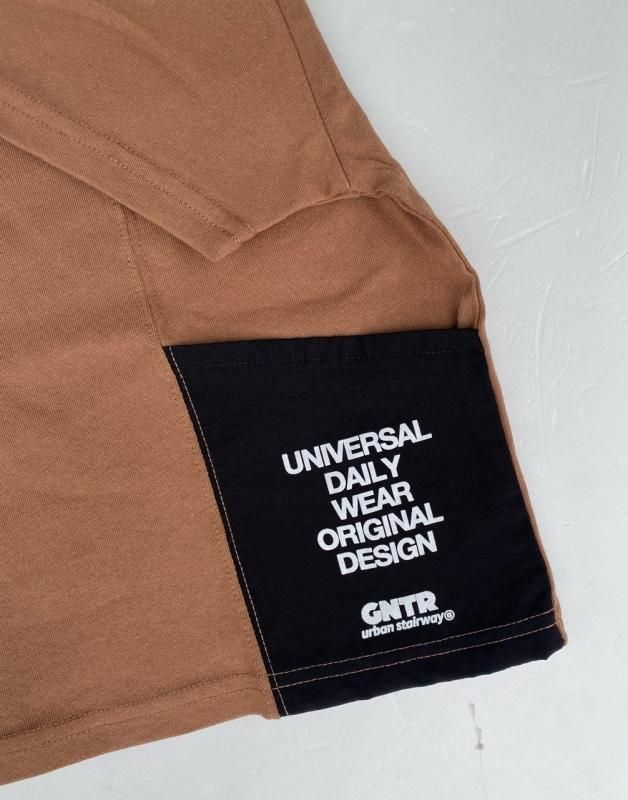 UNIVERSAL
DAILY
WEAR
ORIGINAL
DESIGN
GNTR
urban stairway